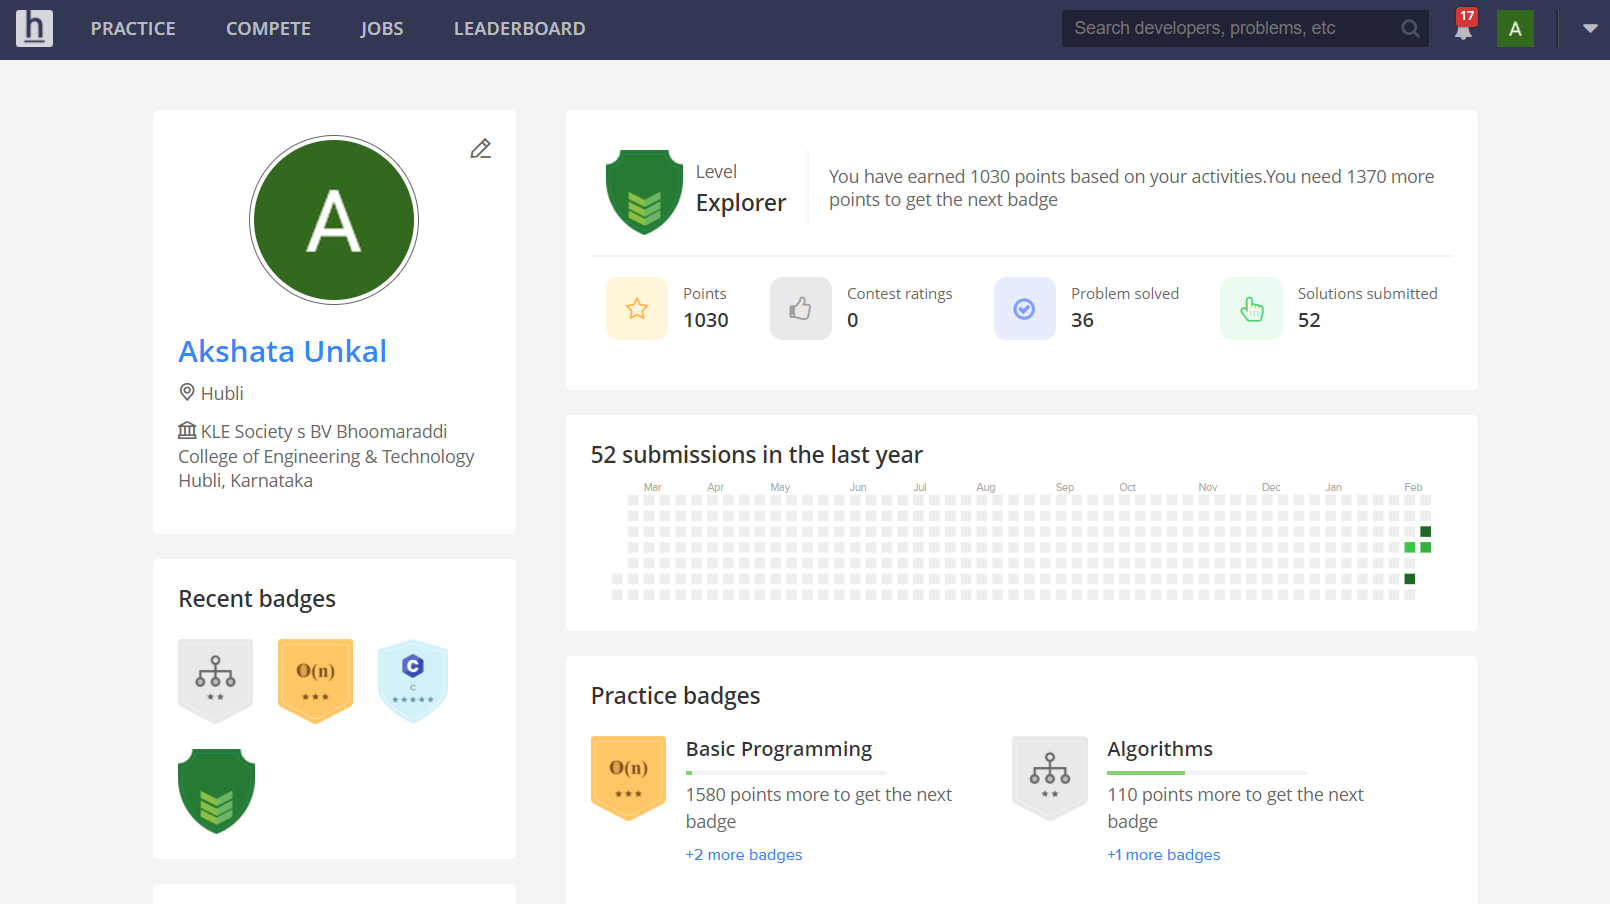 h PRACTICE COMPETE JOBS LEADERBOARD Search developers, problems, etc 17 A
A
Akshata Unkal
Hubli
KLE Society s BV Bhoomaraddi
College of Engineering & Technology
Hubli, Karnataka
Recent badges
O(n)
C
C
Level
Explorer
You have earned 1030 points based on your activities.You need 1370 more
points to get the next badge
Points
1030
Contest ratings
0
Problem solved
36
Solutions submitted
52
52 submissions in the last year
Mar Apr May Jun Jul Aug Sep Oct Nov Dec Jan Feb
Practice badges
O(n)
Basic Programming
1580 points more to get the next
badge
+2 more badges
Algorithms
110 points more to get the next
badge
+1 more badges